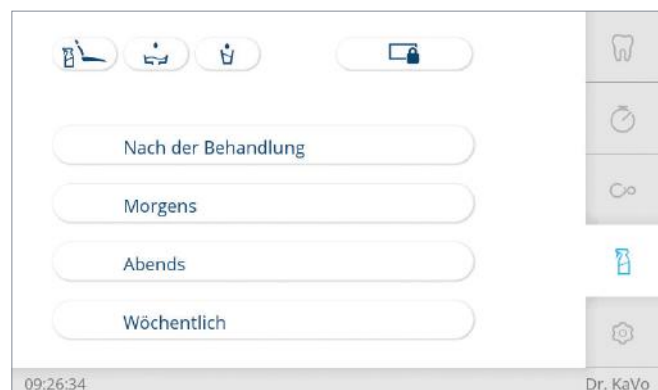 Nach der Behandlung
Morgens
Abends
Wöchentlich
09:26:34
Dr. KaVo